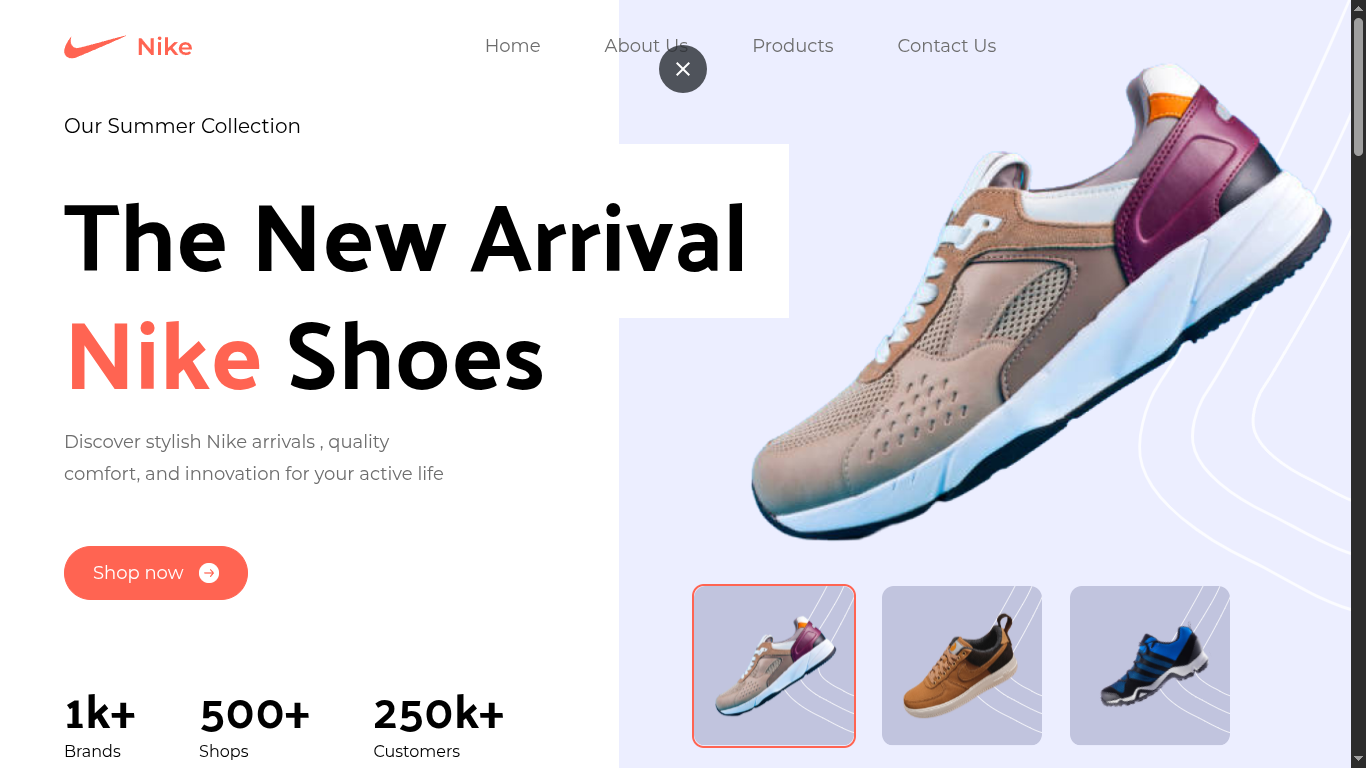 Nike
Home
About Us
Products
Contact Us
Our Summer Collection
The New Arrival
Nike Shoes
Discover stylish Nike arrivals , quality
comfort, and innovation for your active life
Shop now
1k+
Brands
500+
Shops
250k+
Customers